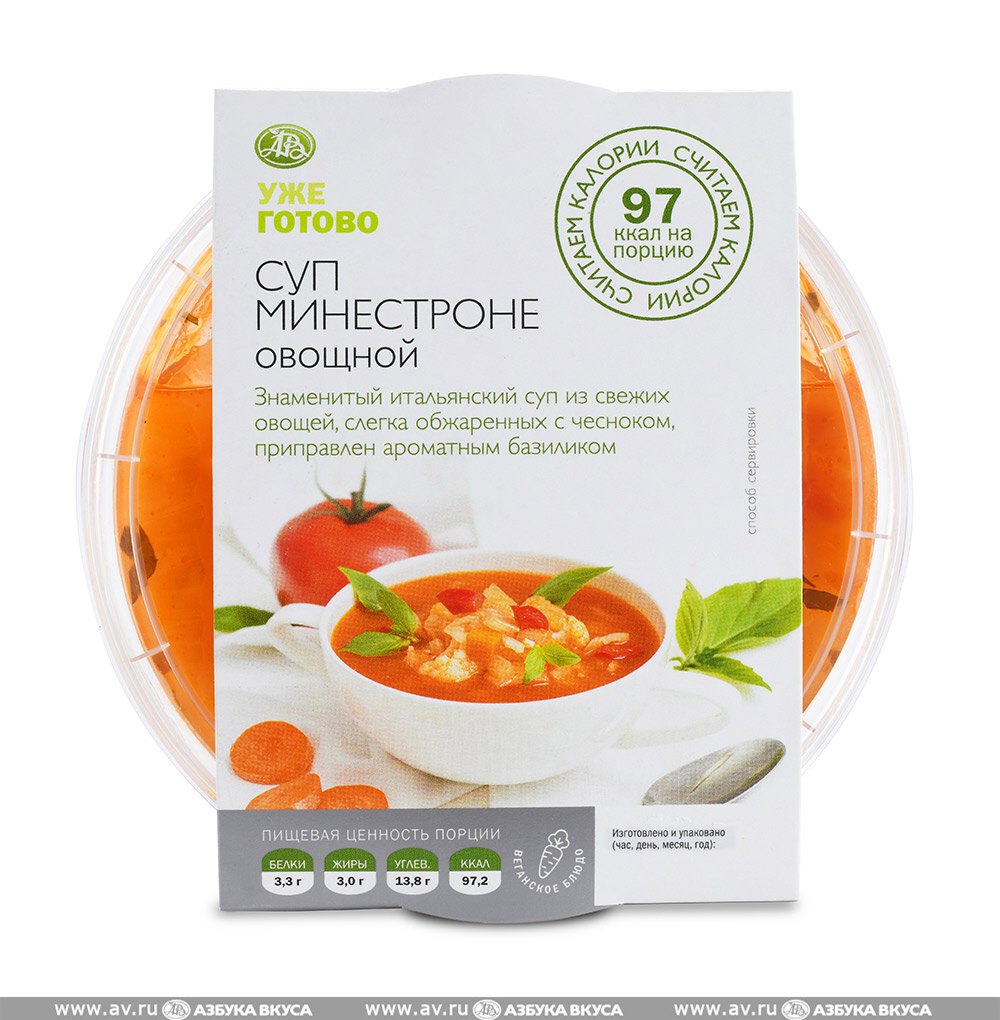 УЖЕ
ГОТОВО
СЧИТАЕМ КАЛОРИИ СЧИТАЕМ КАЛОРИИ
97
ккал на
порцию
СУП
МИНЕСТРОНЕ
ОВОЩНОЙ
Знаменитый итальянский суп из свежих
овощей, слегка обжаренных с чесноком,
приправлен ароматным базиликом
способ сервировки
ПИЩЕВАЯ ЦЕННОСТЬ ПОРЦИИ
БЕЛКИ ЖИРЫ УГЛЕВ. ККАЛ
3,3 г 3,0 г 13,8 г 97,2
ВЕГАНСКОЕ БЛЮДО
Изготовлено и упаковано
(час, день, месяц, год):
www.av.ru АЗБУКА ВКУСА www.av.ru АЗБУКА ВКУСА www.av.ru АЗБУКА ВКУСА